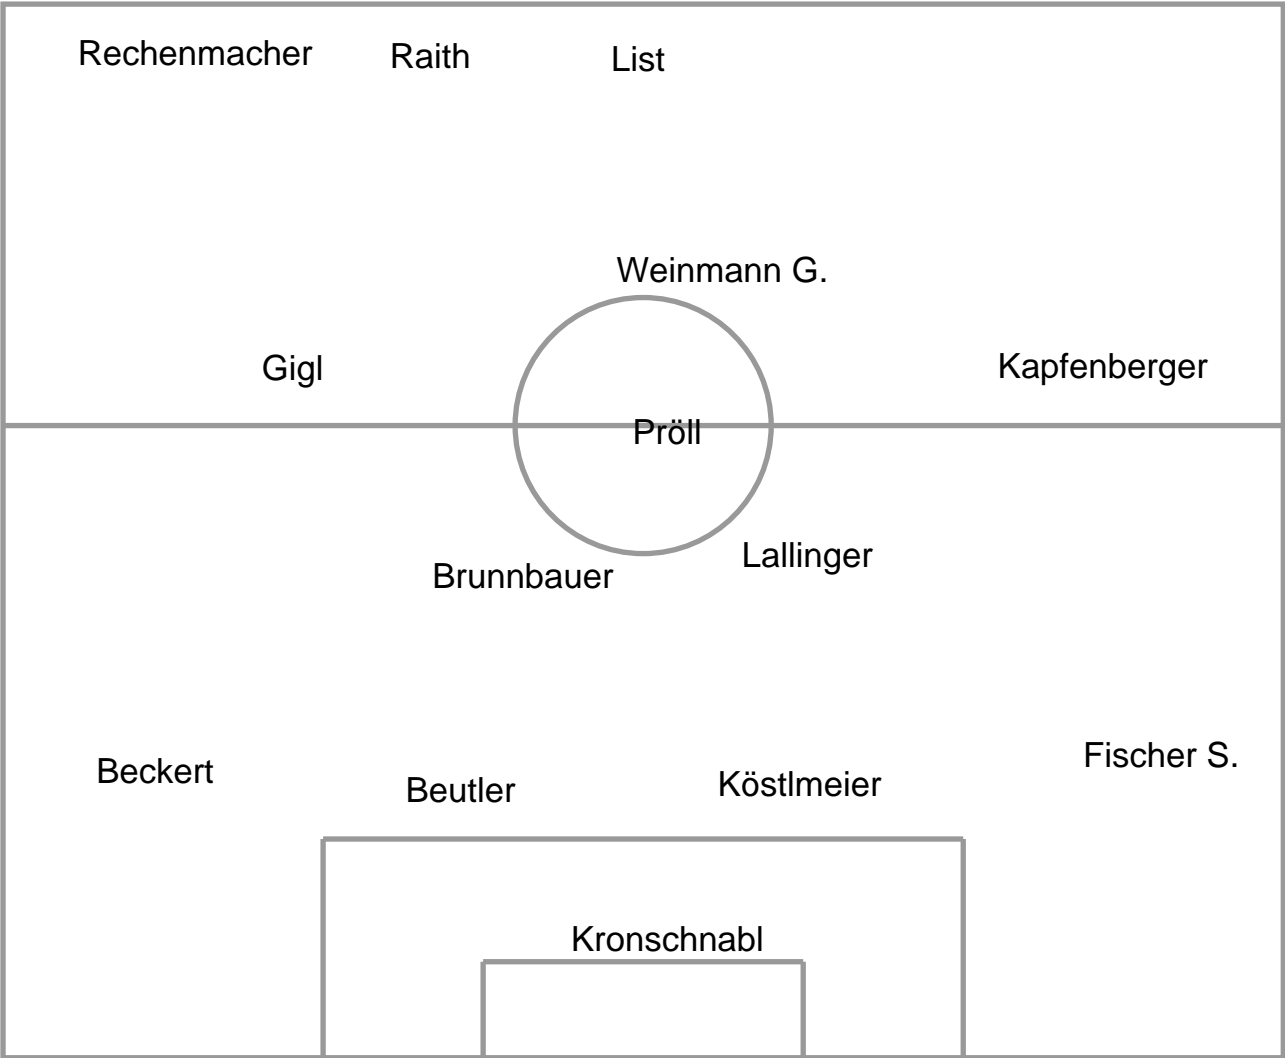 Rechenmacher
Raith
List
Weinmann G.
Gigl
Kapfenberger
Pröll
Lallinger
Brunnbauer
Fischer S.
Beckert
Beutler
Köstlmeier
Kronschnabl